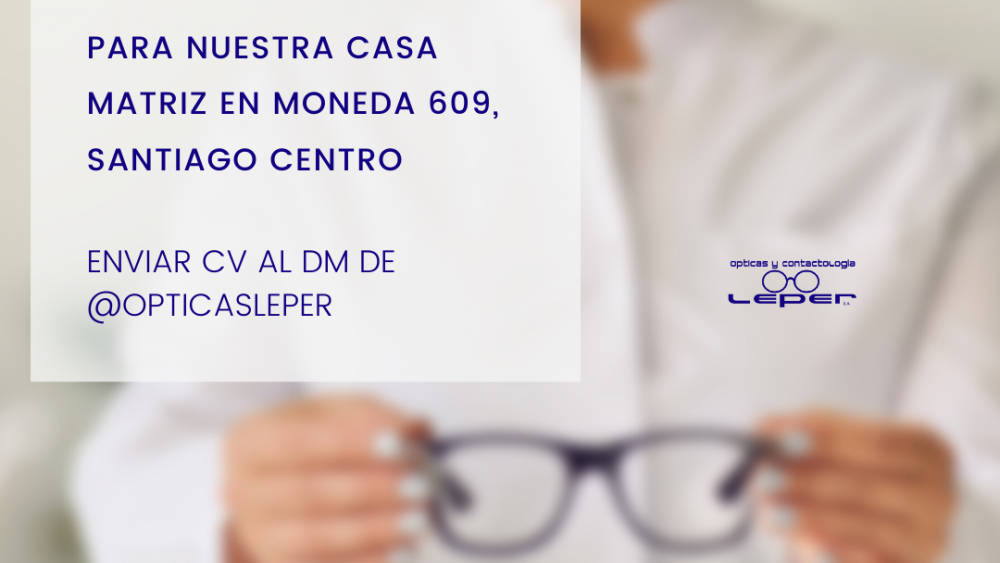 PARA NUESTRA CASA
MATRIZ EN MONEDA 609,
SANTIAGO CENTRO
ENVIAR CV AL DM DE
@OPTICASLEPER
opticas y contactologia
LEPER